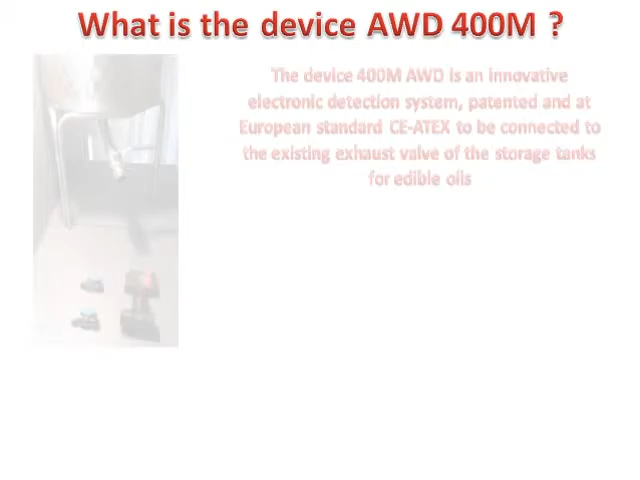 What is the device AWD 400M ?
The device 400M AWD is an innovative
electronic detection system, patented and at
European standard CE-ATEX to be connected to
the existing exhaust valve of the storage tanks
for edible oils